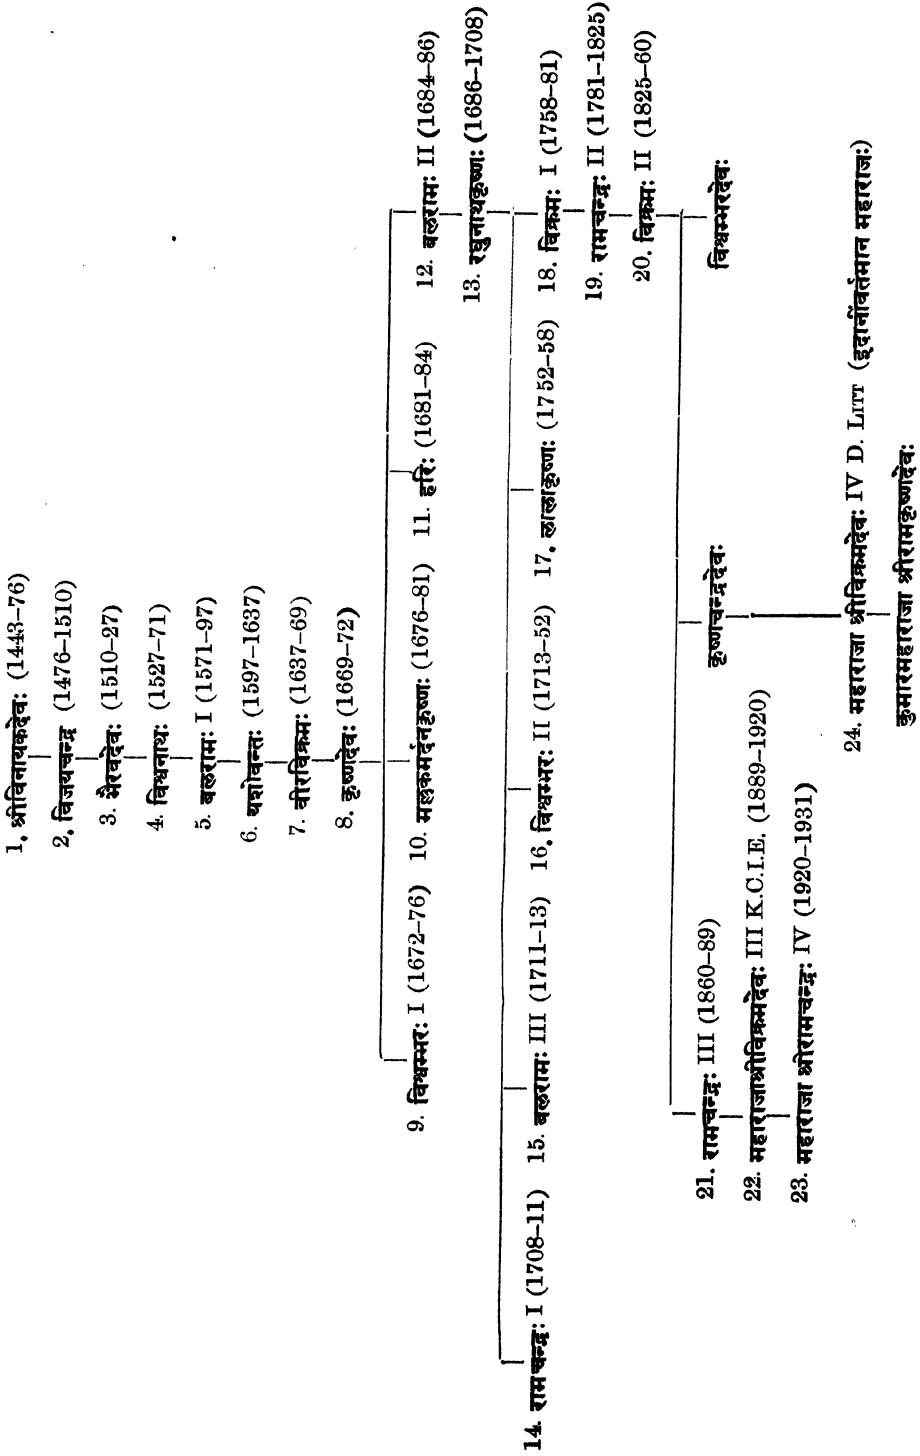 1. श्रीविनायकदेवः (1443–76)
2. विजयचन्द्र (1476–1510)
3. भैरवदेवः (1510–27)
4. विश्वनाथः (1527–71)
5. बलरामः I (1571–97)
6. यशोवन्तः (1597–1637)
7. वीरविक्रमः (1637–69)
8. कृष्णदेवः (1669–72)
9. विश्वम्भरः I (1672–76) 10. मल्लकमर्दनकृष्णः (1676–81) 11. हरिः (1681–84) 12. बलरामः II (1684–86)
13. रघुनाथकृष्णः (1686–1708)
14. रामचन्द्रः I (1708–11) 15. बलरामः III (1711–13) 16. विश्वम्भरः II (1713–52) 17. लालाकृष्णः (1752–58) 18. विक्रमः I (1758–81)
19. रामचन्द्रः II (1781–1825)
20. विक्रमः II (1825–60)
21. रामचन्द्रः III (1860–89) कृष्णचन्द्रदेवः विश्वम्भरदेवः
22. महाराजाश्रीविक्रमदेवः III K.C.I.E. (1889–1920)
23. महाराजा श्रीरामचन्द्रः IV (1920–1931)
24. महाराजा श्रीविक्रमदेवः IV D. LITT (इदानींवर्तमान महाराजः)
कुमारमहाराजा श्रीरामकृष्णदेवः